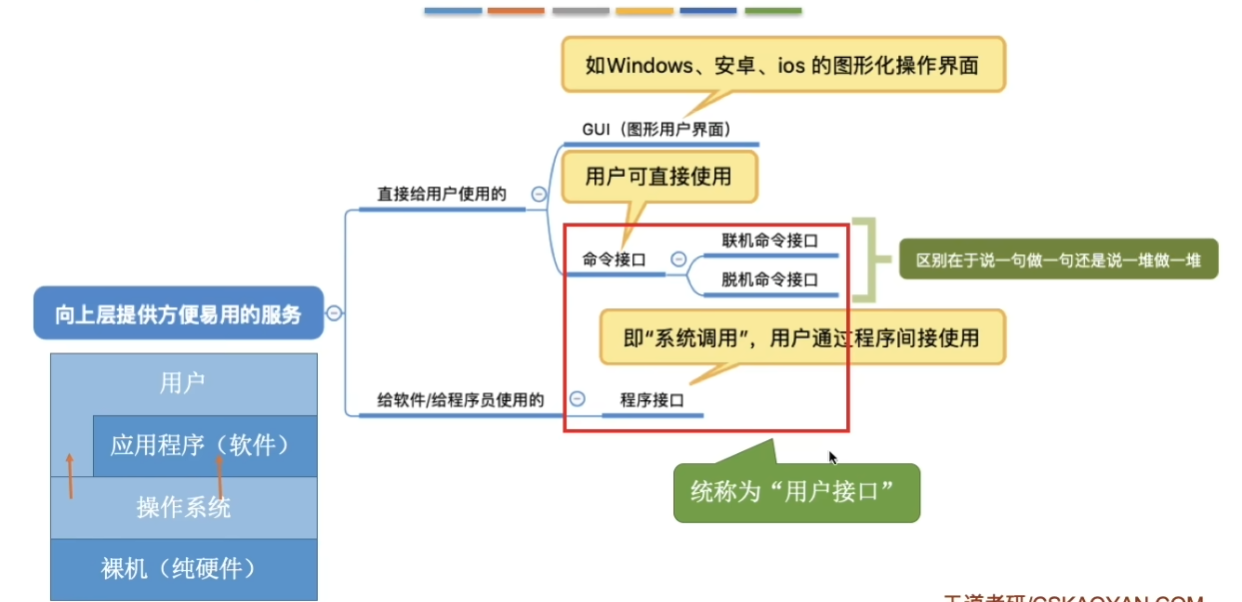 如Windows、安卓、ios 的图形化操作界面
GUI（图形用户界面）
用户可直接使用
直接给用户使用的
联机命令接口
命令接口
脱机命令接口
区别在于说一句做一句还是说一堆做一堆
向上层提供方便易用的服务
即“系统调用”，用户通过程序间接使用
给软件/给程序员使用的
程序接口
统称为“用户接口”
用户
应用程序（软件）
操作系统
裸机（纯硬件）
王道考研/CSKAOYAN.COM